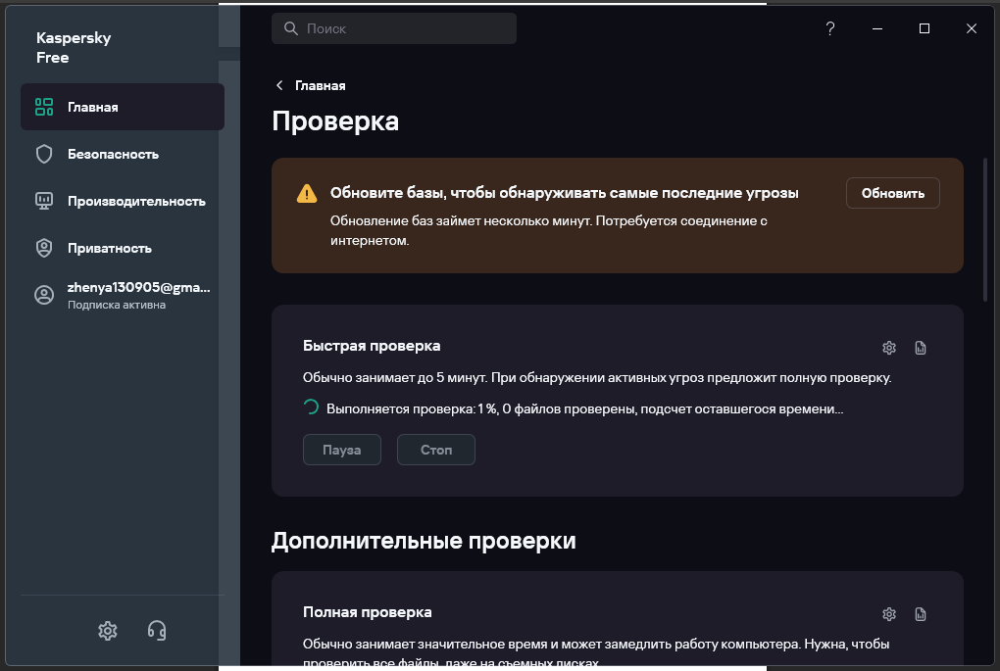 Kaspersky
Free
Главная
Безопасность
Производительность
Приватность
zhenya130905@gma...
Подписка активна
Поиск
?
Главная
Проверка
Обновите базы, чтобы обнаруживать самые последние угрозы
Обновление баз займет несколько минут. Потребуется соединение с
интернетом.
Обновить
Быстрая проверка
Обычно занимает до 5 минут. При обнаружении активных угроз предложит полную проверку.
Выполняется проверка: 1 %, 0 файлов проверены, подсчет оставшегося времени...
Пауза
Стоп
Дополнительные проверки
Полная проверка
Обычно занимает значительное время и может замедлить работу компьютера. Нужна, чтобы
проверить все файлы, даже на съемных дисках.